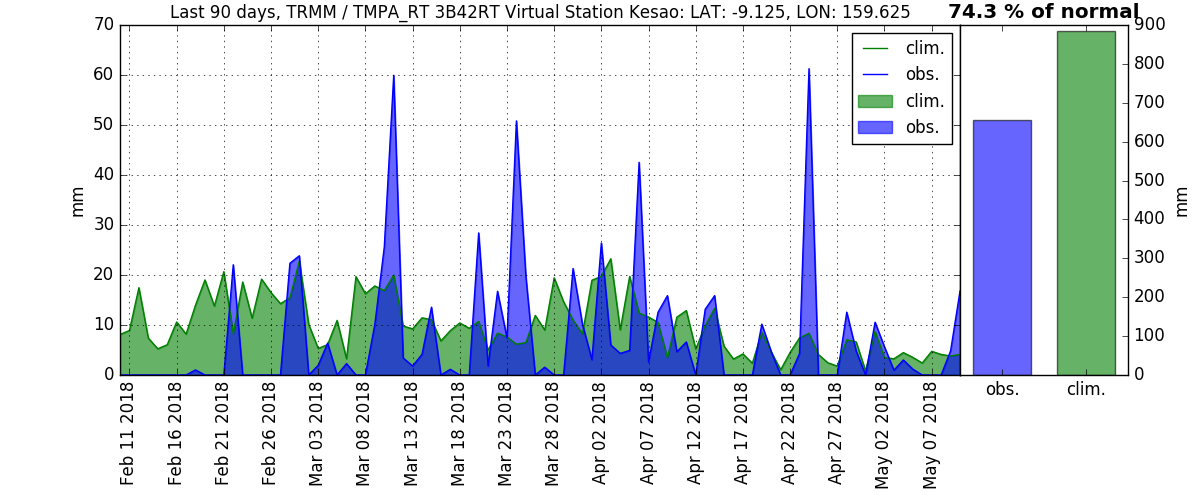 Last 90 days, TRMM / TMPA_RT 3B42RT Virtual Station Kesao: LAT: -9.125, LON: 159.625
74.3 % of normal
70
60
50
40
30
20
10
0
mm
clim.
obs.
clim.
obs.
900
800
700
600
500
400
300
200
100
0
mm
obs.
clim.
Feb 11 2018
Feb 16 2018
Feb 21 2018
Feb 26 2018
Mar 03 2018
Mar 08 2018
Mar 13 2018
Mar 18 2018
Mar 23 2018
Mar 28 2018
Apr 02 2018
Apr 07 2018
Apr 12 2018
Apr 17 2018
Apr 22 2018
Apr 27 2018
May 02 2018
May 07 2018